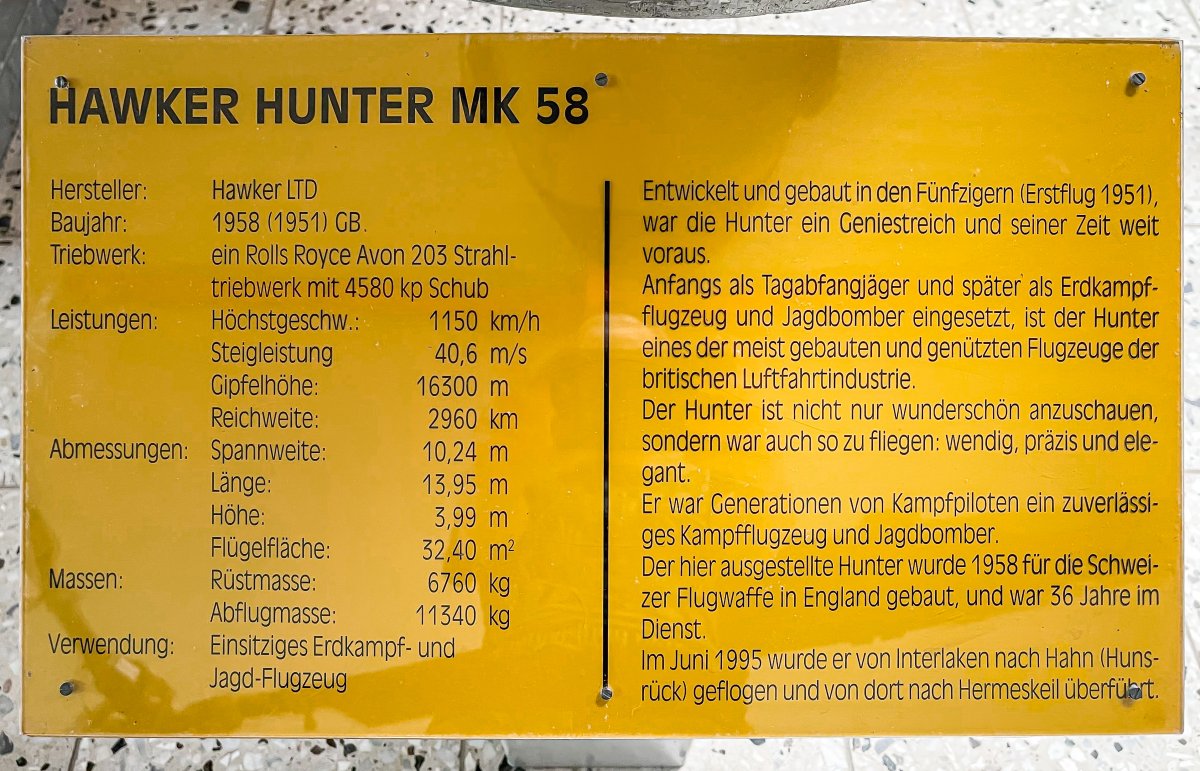 HAWKER HUNTER MK 58
Hersteller: Hawker LTD
Baujahr: 1958 (1951) GB.
Triebwerk: ein Rolls Royce Avon 203 Strahl-
triebwerk mit 4580 kp Schub
Leistungen: Höchstgeschw.: 1150 km/h
Steigleistung 40,6 m/s
Gipfelhöhe: 16300 m
Reichweite: 2960 km
Abmessungen: Spannweite: 10,24 m
Länge: 13,95 m
Höhe: 3,99 m
Flügelfläche: 32,40 m²
Massen: Rüstmasse: 6760 kg
Abflugmasse: 11340 kg
Verwendung: Einsitziges Erdkampf- und
Jagd-Flugzeug
Entwickelt und gebaut in den Fünfzigern (Erstflug 1951),
war die Hunter ein Geniestreich und seiner Zeit weit
voraus.
Anfangs als Tagabfangjäger und später als Erdkampf-
flugzeug und Jagdbomber eingesetzt, ist der Hunter
eines der meist gebauten und genützten Flugzeuge der
britischen Luftfahrtindustrie.
Der Hunter ist nicht nur wunderschön anzuschauen,
sondern war auch so zu fliegen: wendig, präzis und ele-
gant.
Er war Generationen von Kampfpiloten ein zuverlässi-
ges Kampfflugzeug und Jagdbomber.
Der hier ausgestellte Hunter wurde 1958 für die Schwei-
zer Flugwaffe in England gebaut, und war 36 Jahre im
Dienst.
Im Juni 1995 wurde er von Interlaken nach Hahn (Huns-
rück) geflogen und von dort nach Hermeskeil überführt.